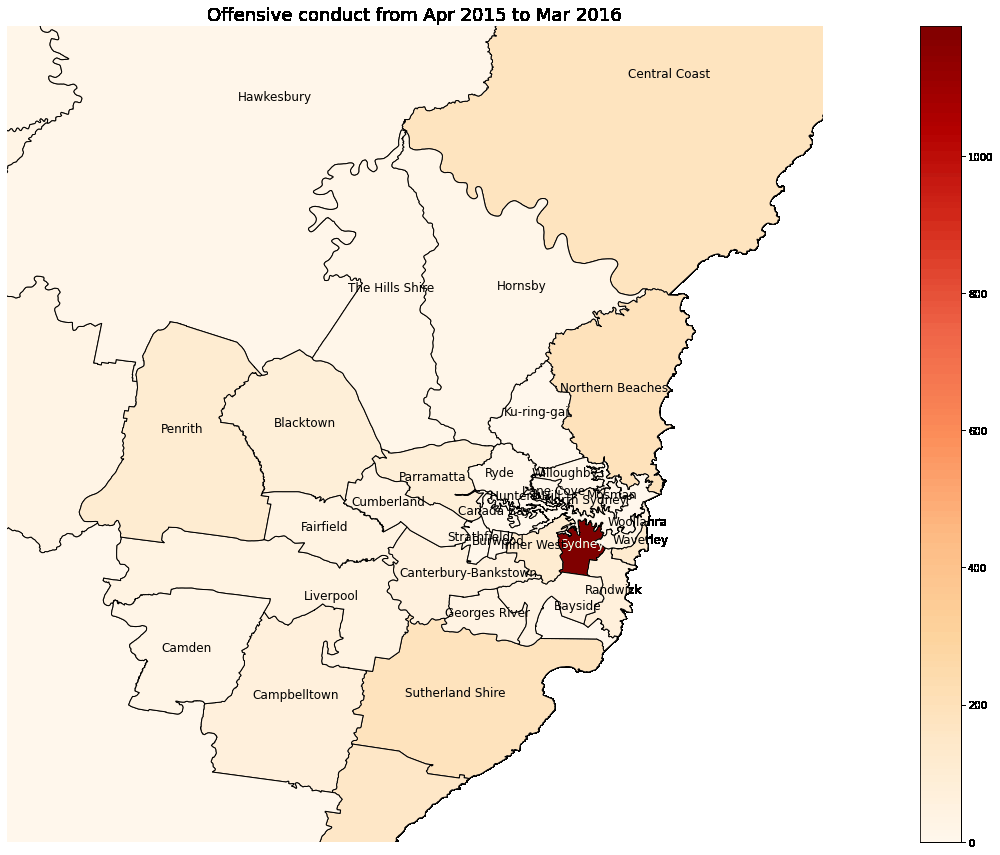 Offensive conduct from Apr 2015 to Mar 2016
Central Coast
Hawkesbury
1000
The Hills Shire
Hornsby
800
Northern Beaches
Ku-ring-gai
Blacktown
Penrith
600
Ryde
Willoughby
Parramatta
Lane Cove
Mosman
North Sydney
Cumberland
Canada Bay
Woollahra
Fairfield
Strathfield
Burwood
Inner West
Sydney
Waverley
400
Canterbury-Bankstown
Liverpool
Randwick
Bayside
Georges River
Camden
Campbelltown
Sutherland Shire
200
0